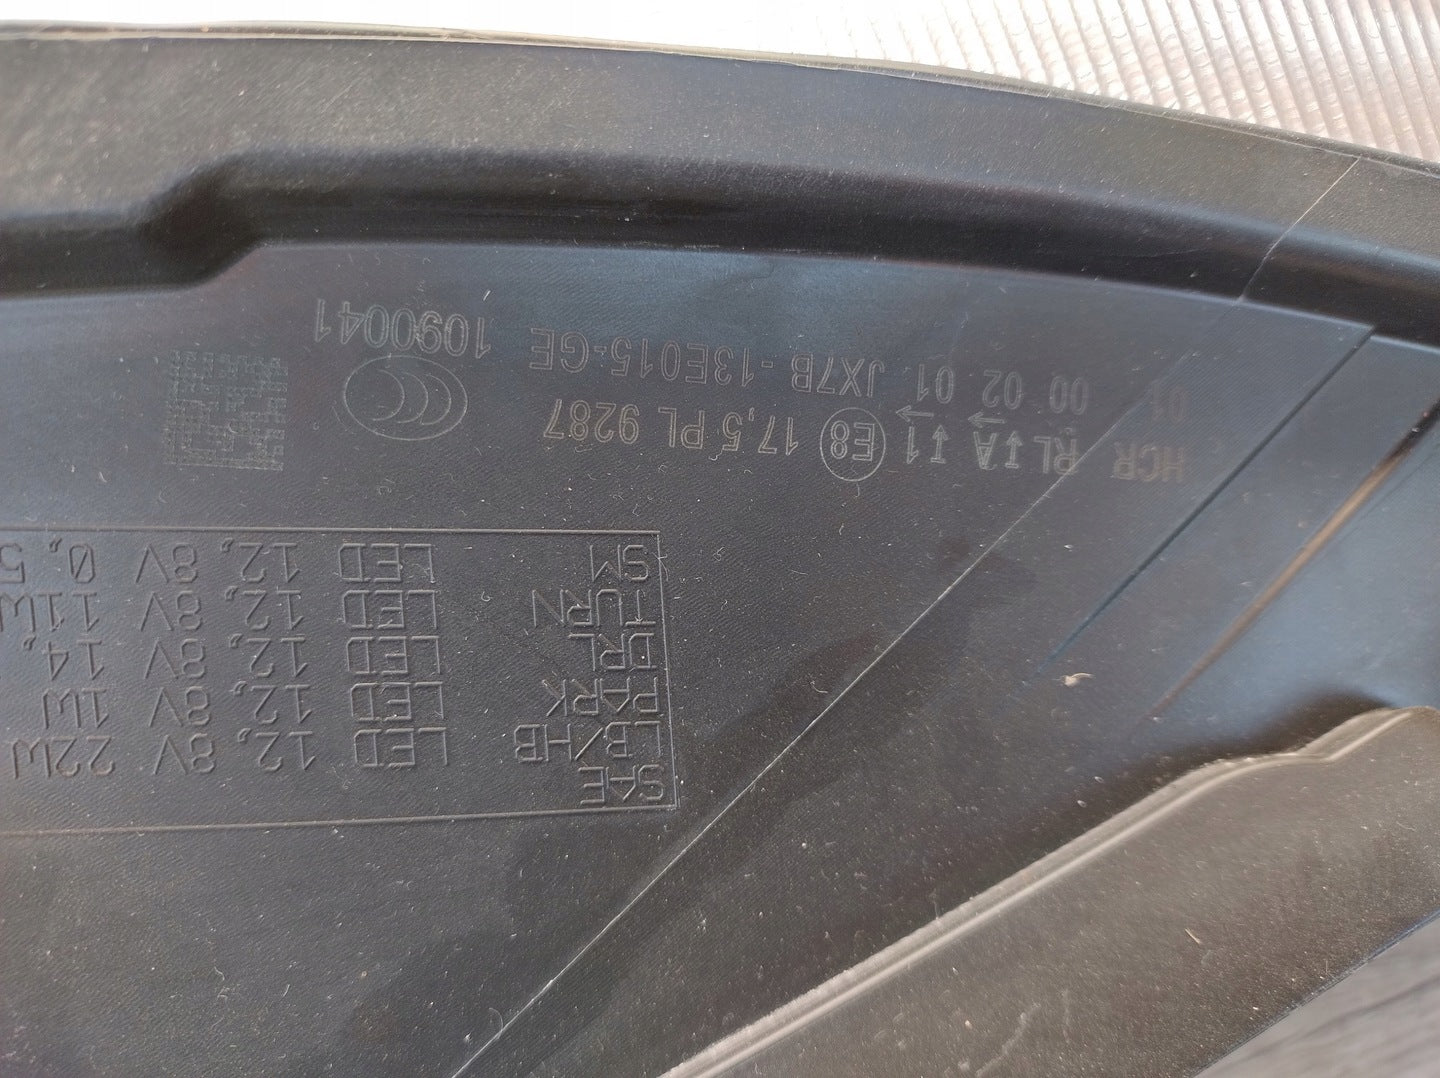 SAE
LB/HB LED 12,8V 22W
PARK LED 12,8V 1W
DRL LED 12,8V 14,
TURN LED 12,8V 11W
SM LED 12,8V 0,5
HCR RL A 1 E8 17,5 PL 9287
01 00 02 01 JX7B-13E015-GE 1090041